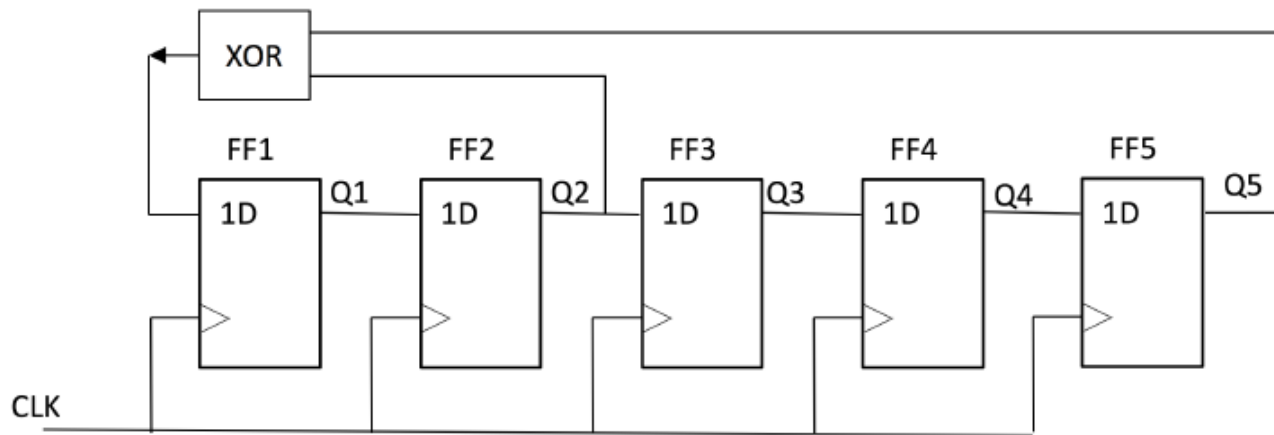 XOR
FF1 FF2 FF3 FF4 FF5
Q1 Q2 Q3 Q4 Q5
1D 1D 1D 1D 1D
CLK